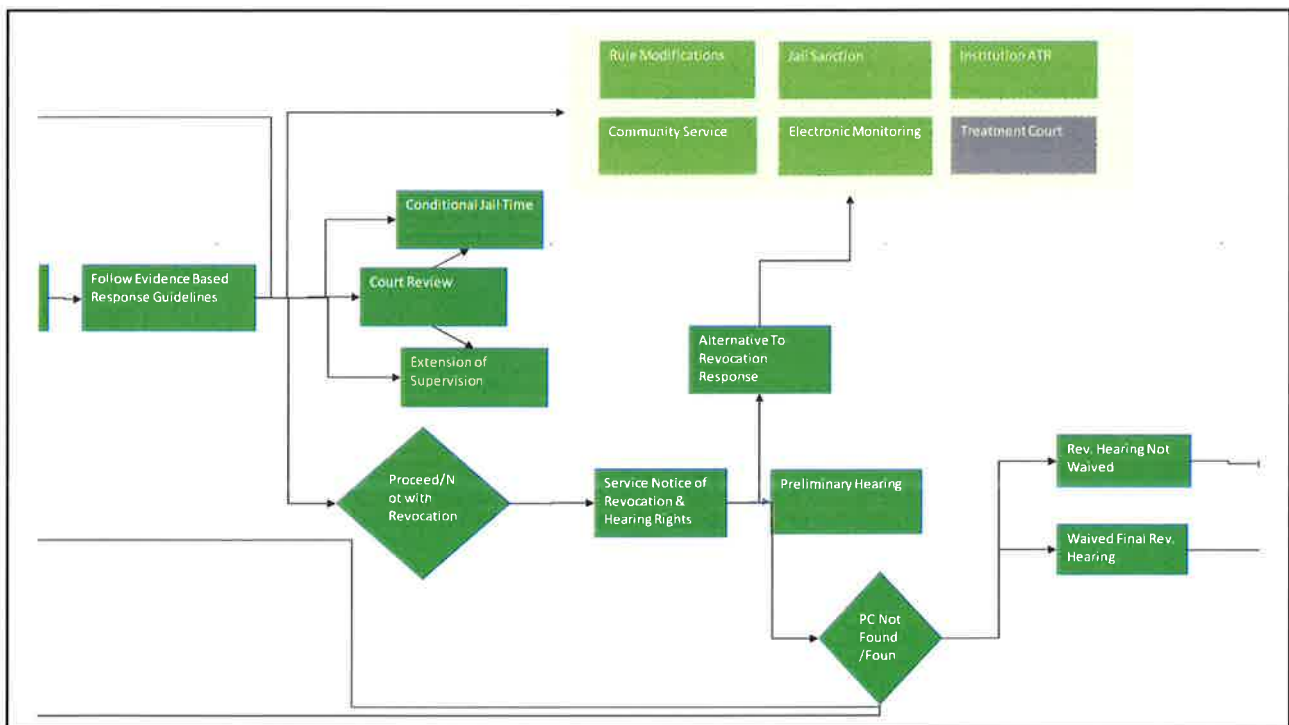 Rule Modifications
Jail Sanction
Institution ATR
Community Service
Electronic Monitoring
Treatment Court
Conditional Jail Time
Follow Evidence Based
Response Guidelines
Court Review
Extension of
Supervision
Alternative To
Revocation
Response
Proceed/N
ot with
Revocation
Service Notice of
Revocation &
Hearing Rights
Preliminary Hearing
Rev. Hearing Not
Waived
Waived Final Rev.
Hearing
PC Not
Found
/Foun